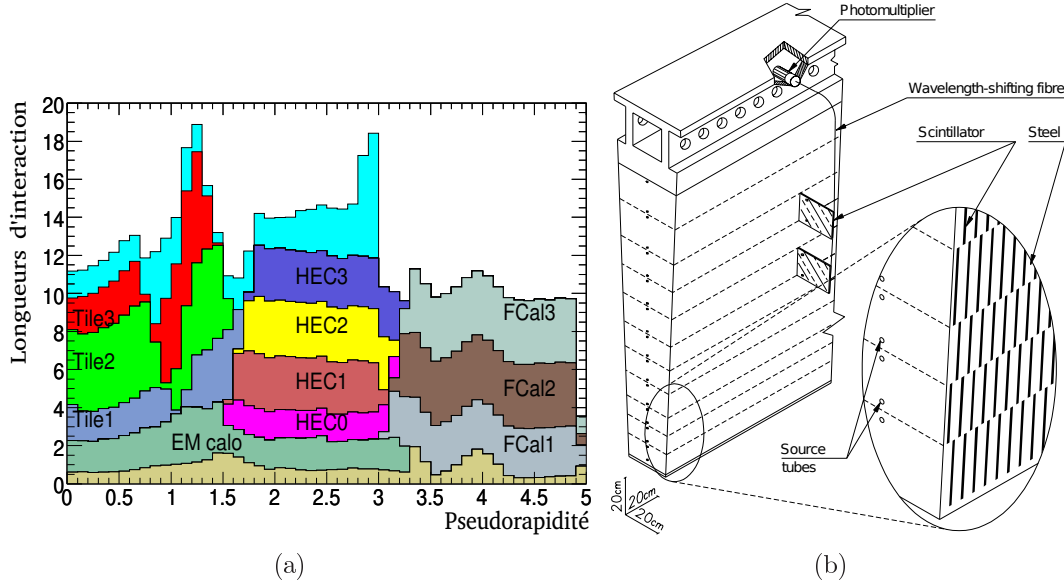 Longueurs d'interaction
20
18
16
14
12
10
8
6
4
2
0
Tile3
Tile2
Tile1
EM calo
HEC3
HEC2
HEC1
HEC0
FCal3
FCal2
FCal1
0 0.5 1 1.5 2 2.5 3 3.5 4 4.5 5
Pseudorapidité
(a)
Photomultiplier
Wavelength-shifting fibre
Scintillator
Steel
Source
tubes
20cm
20cm
20cm
(b)